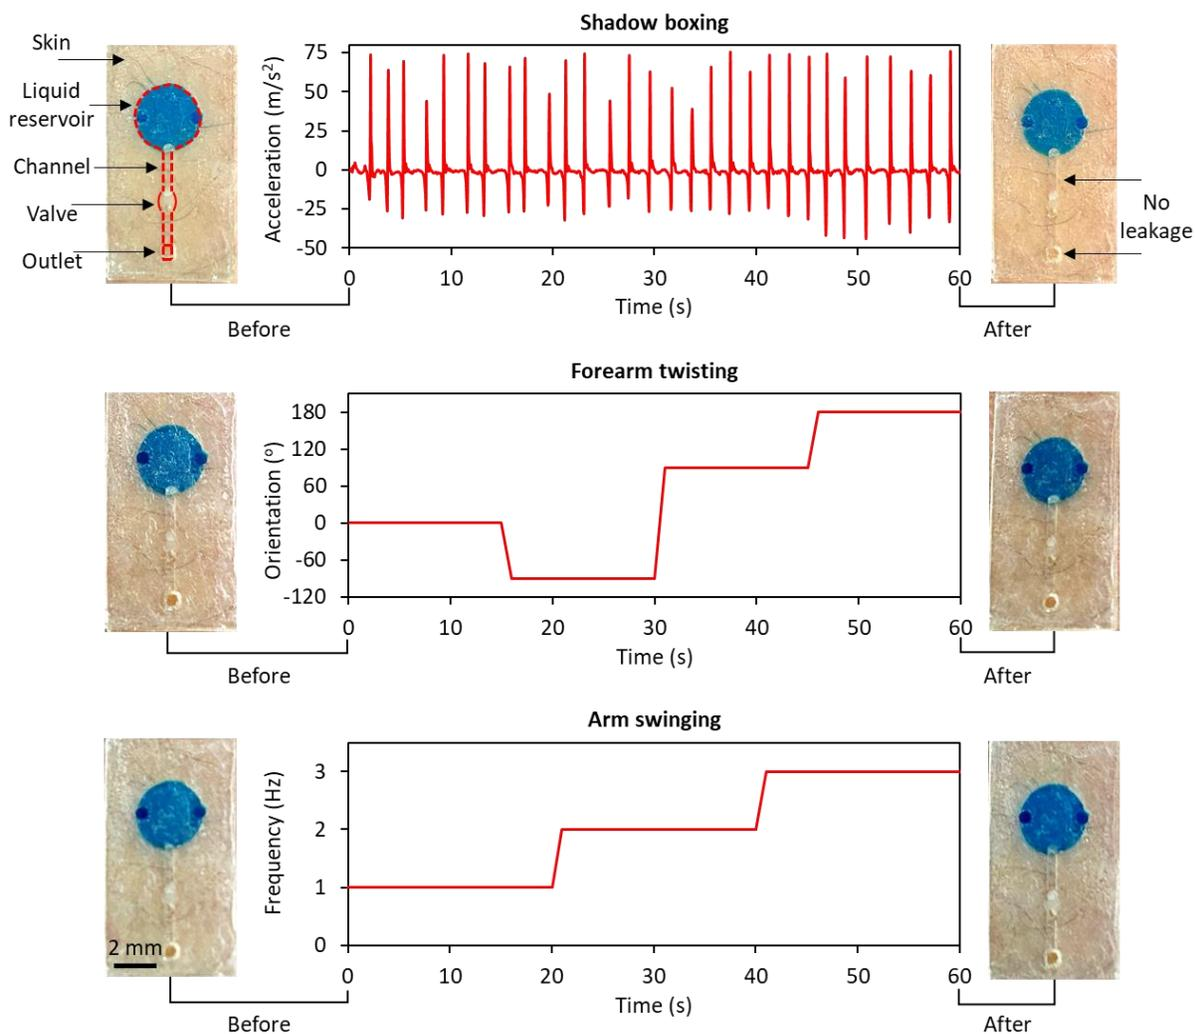 Shadow boxing
Skin
Liquid
reservoir
Channel
Valve
Outlet
Acceleration (m/s²)
75
50
25
0
-25
-50
0 10 20 30 40 50 60
Time (s)
No
leakage
Before
After
Forearm twisting
Orientation (°)
180
120
60
0
-60
-120
0 10 20 30 40 50 60
Time (s)
Before
After
Arm swinging
Frequency (Hz)
3
2
1
0
0 10 20 30 40 50 60
Time (s)
2 mm
Before
After